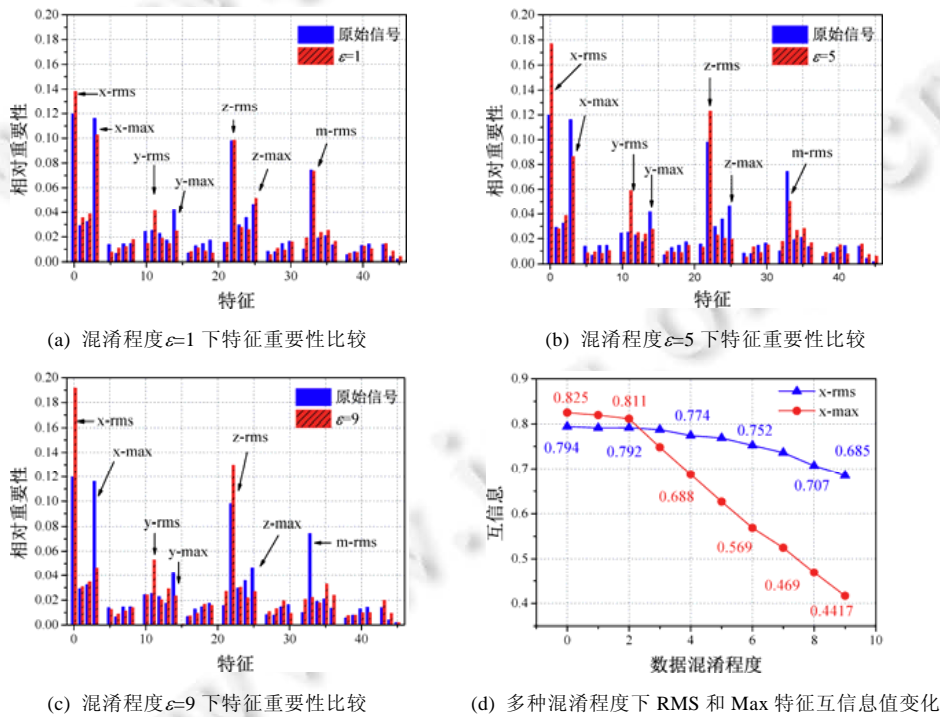 0.20
0.18
0.16
0.14
0.12
0.10
0.08
0.06
0.04
0.02
0.00
相对重要性
原始信号
ε=1
x-rms
x-max
y-rms
y-max
z-rms
z-max
m-rms
0 10 20 30 40
特征
(a) 混淆程度ε=1 下特征重要性比较
0.20
0.18
0.16
0.14
0.12
0.10
0.08
0.06
0.04
0.02
0.00
相对重要性
原始信号
ε=5
x-rms
x-max
y-rms
y-max
z-rms
z-max
m-rms
0 10 20 30 40
特征
(b) 混淆程度ε=5 下特征重要性比较
0.20
0.18
0.16
0.14
0.12
0.10
0.08
0.06
0.04
0.02
0.00
相对重要性
原始信号
ε=9
x-rms
x-max
y-rms
y-max
z-rms
z-max
m-rms
0 10 20 30 40
特征
(c) 混淆程度ε=9 下特征重要性比较
0.9
0.8
0.7
0.6
0.5
0.4
互信息
x-rms
x-max
0.825 0.811 0.774 0.752 0.685
0.794 0.792 0.688 0.569 0.707
0.469
0.4417
0 2 4 6 8 10
数据混淆程度
(d) 多种混淆程度下 RMS 和 Max 特征互信息值变化